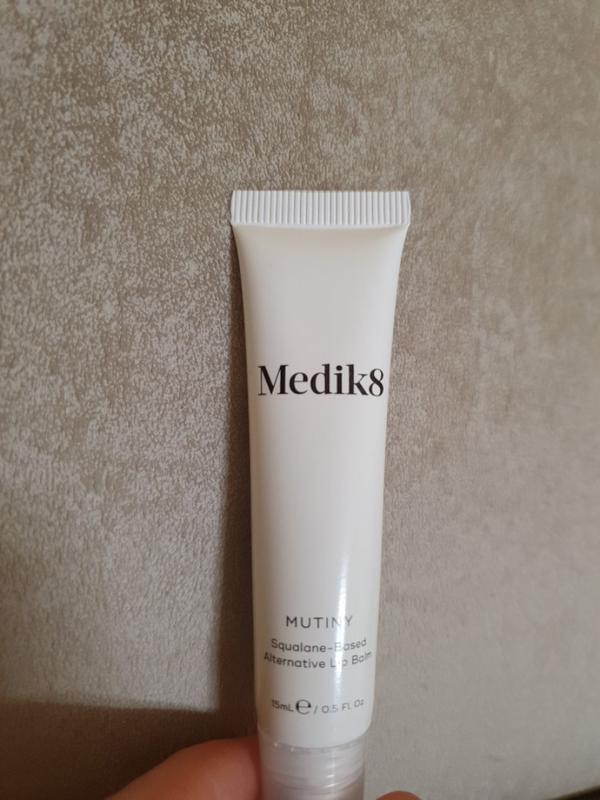 Medik8
MUTINY
Squalane-Based
Alternative Lip Balm
15mL ℮ / 0.5 FL Oz